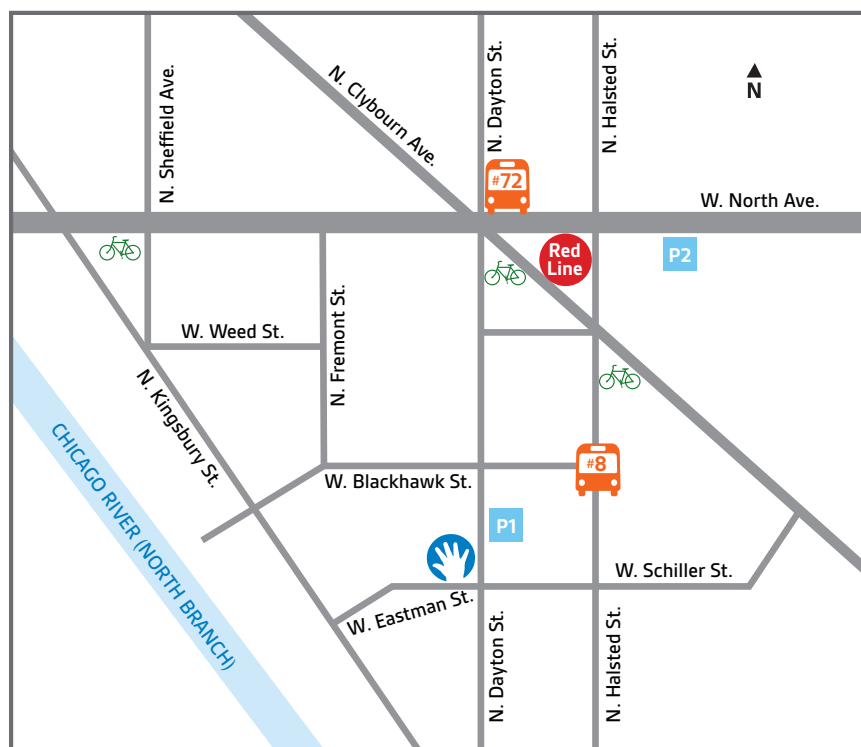 N. Sheffield Ave.
N. Clybourn Ave.
N. Dayton St.
N. Halsted St.
N
#72
W. North Ave.
Red
Line
P2
W. Weed St.
N. Fremont St.
N. Kingsbury St.
CHICAGO RIVER (NORTH BRANCH)
#8
W. Blackhawk St.
P1
W. Schiller St.
W. Eastman St.
N. Dayton St.
N. Halsted St.